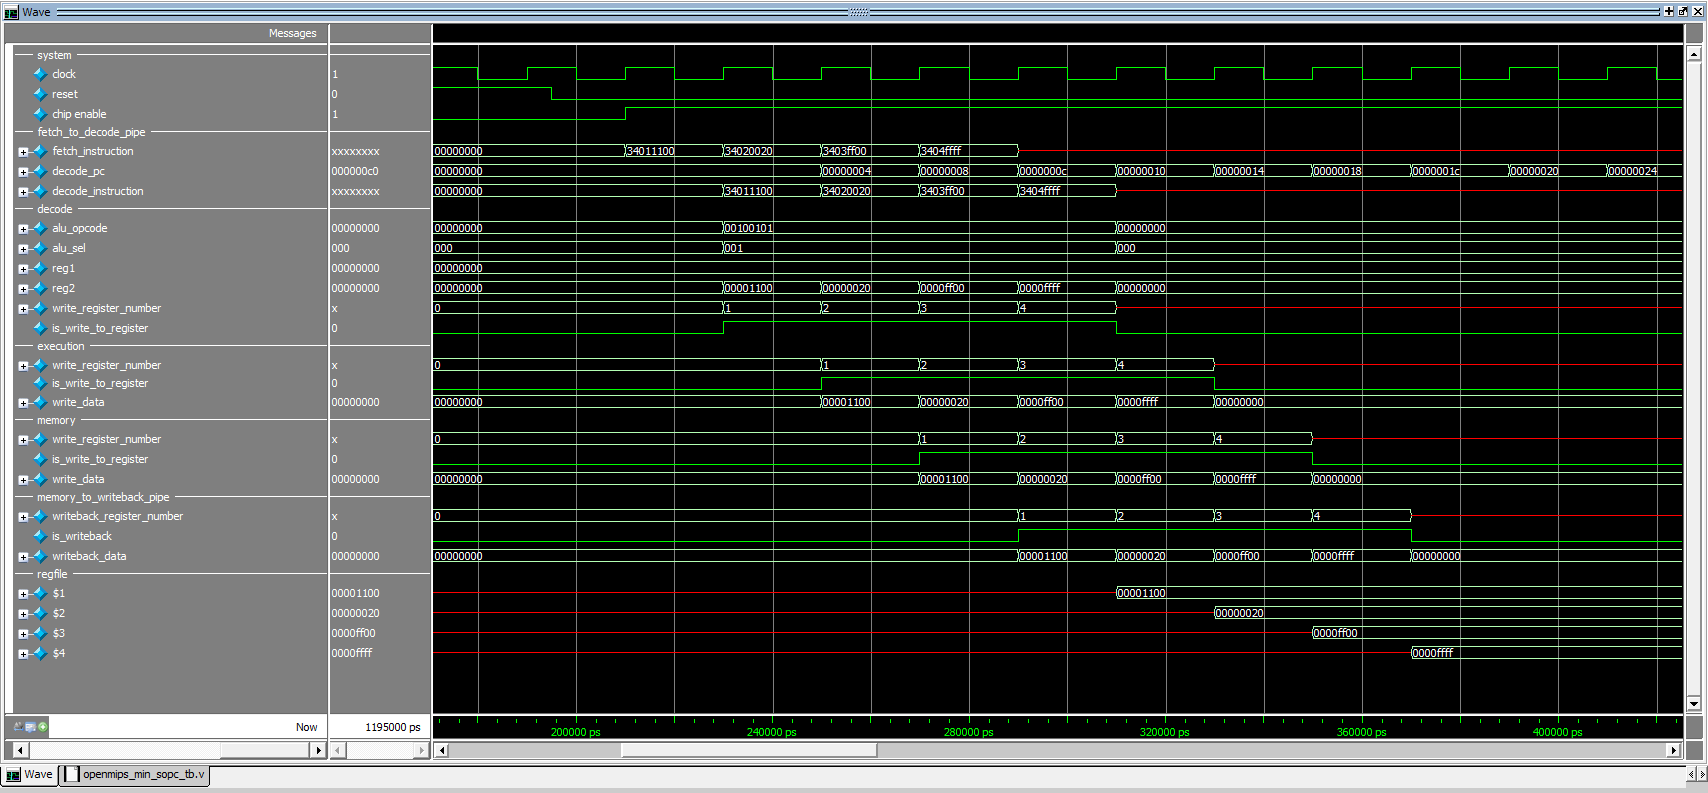 Wave
Messages
system
clock 1
reset 0
chip enable 1
fetch_to_decode_pipe
fetch_instruction xxxxxxxx 00000000 34011100 34020020 3403ff00 3404ffff
decode_pc 000000c0 00000000 00000004 00000008 0000000c 00000010 00000014 00000018 0000001c 00000020 00000024
decode_instruction xxxxxxxx 00000000 34011100 34020020 3403ff00 3404ffff
decode
alu_opcode 00000000 00000000 00100101 00000000
alu_sel 000 000 001 000
reg1 00000000 00000000
reg2 00000000 00000000 00001100 00000020 0000ff00 0000ffff 00000000
write_register_number x 0 1 2 3 4
is_write_to_register 0
execution
write_register_number x 0 1 2 3 4
is_write_to_register 0
write_data 00000000 00000000 00001100 00000020 0000ff00 0000ffff 00000000
memory
write_register_number x 0 1 2 3 4
is_write_to_register 0
write_data 00000000 00000000 00001100 00000020 0000ff00 0000ffff 00000000
memory_to_writeback_pipe
writeback_register_number x 0 1 2 3 4
is_writeback 0
writeback_data 00000000 00000000 00001100 00000020 0000ff00 0000ffff 00000000
regfile
$1 00001100 00001100
$2 00000020 00000020
$3 0000ff00 0000ff00
$4 0000ffff 0000ffff
Now 1195000 ps
200000 ps 240000 ps 280000 ps 320000 ps 360000 ps 400000 ps
Wave openmips_min_sopc_tb.v